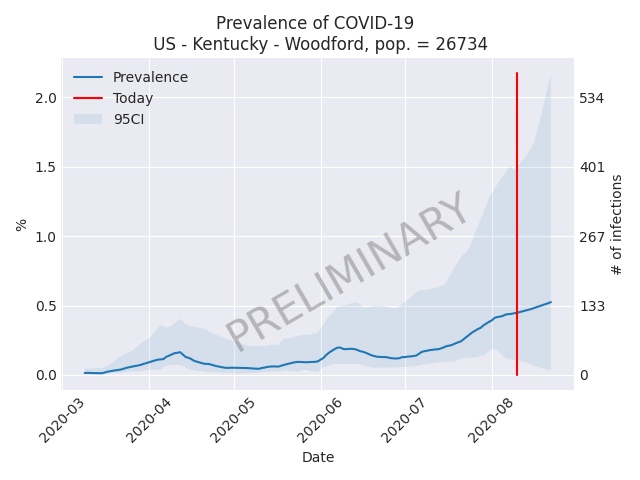 Prevalence of COVID-19
US - Kentucky - Woodford, pop. = 26734
Prevalence
Today
95CI
PRELIMINARY
%
2.0
1.5
1.0
0.5
0.0
534
401
267
133
0
# of infections
2020-03
2020-04
2020-05
2020-06
2020-07
2020-08
Date